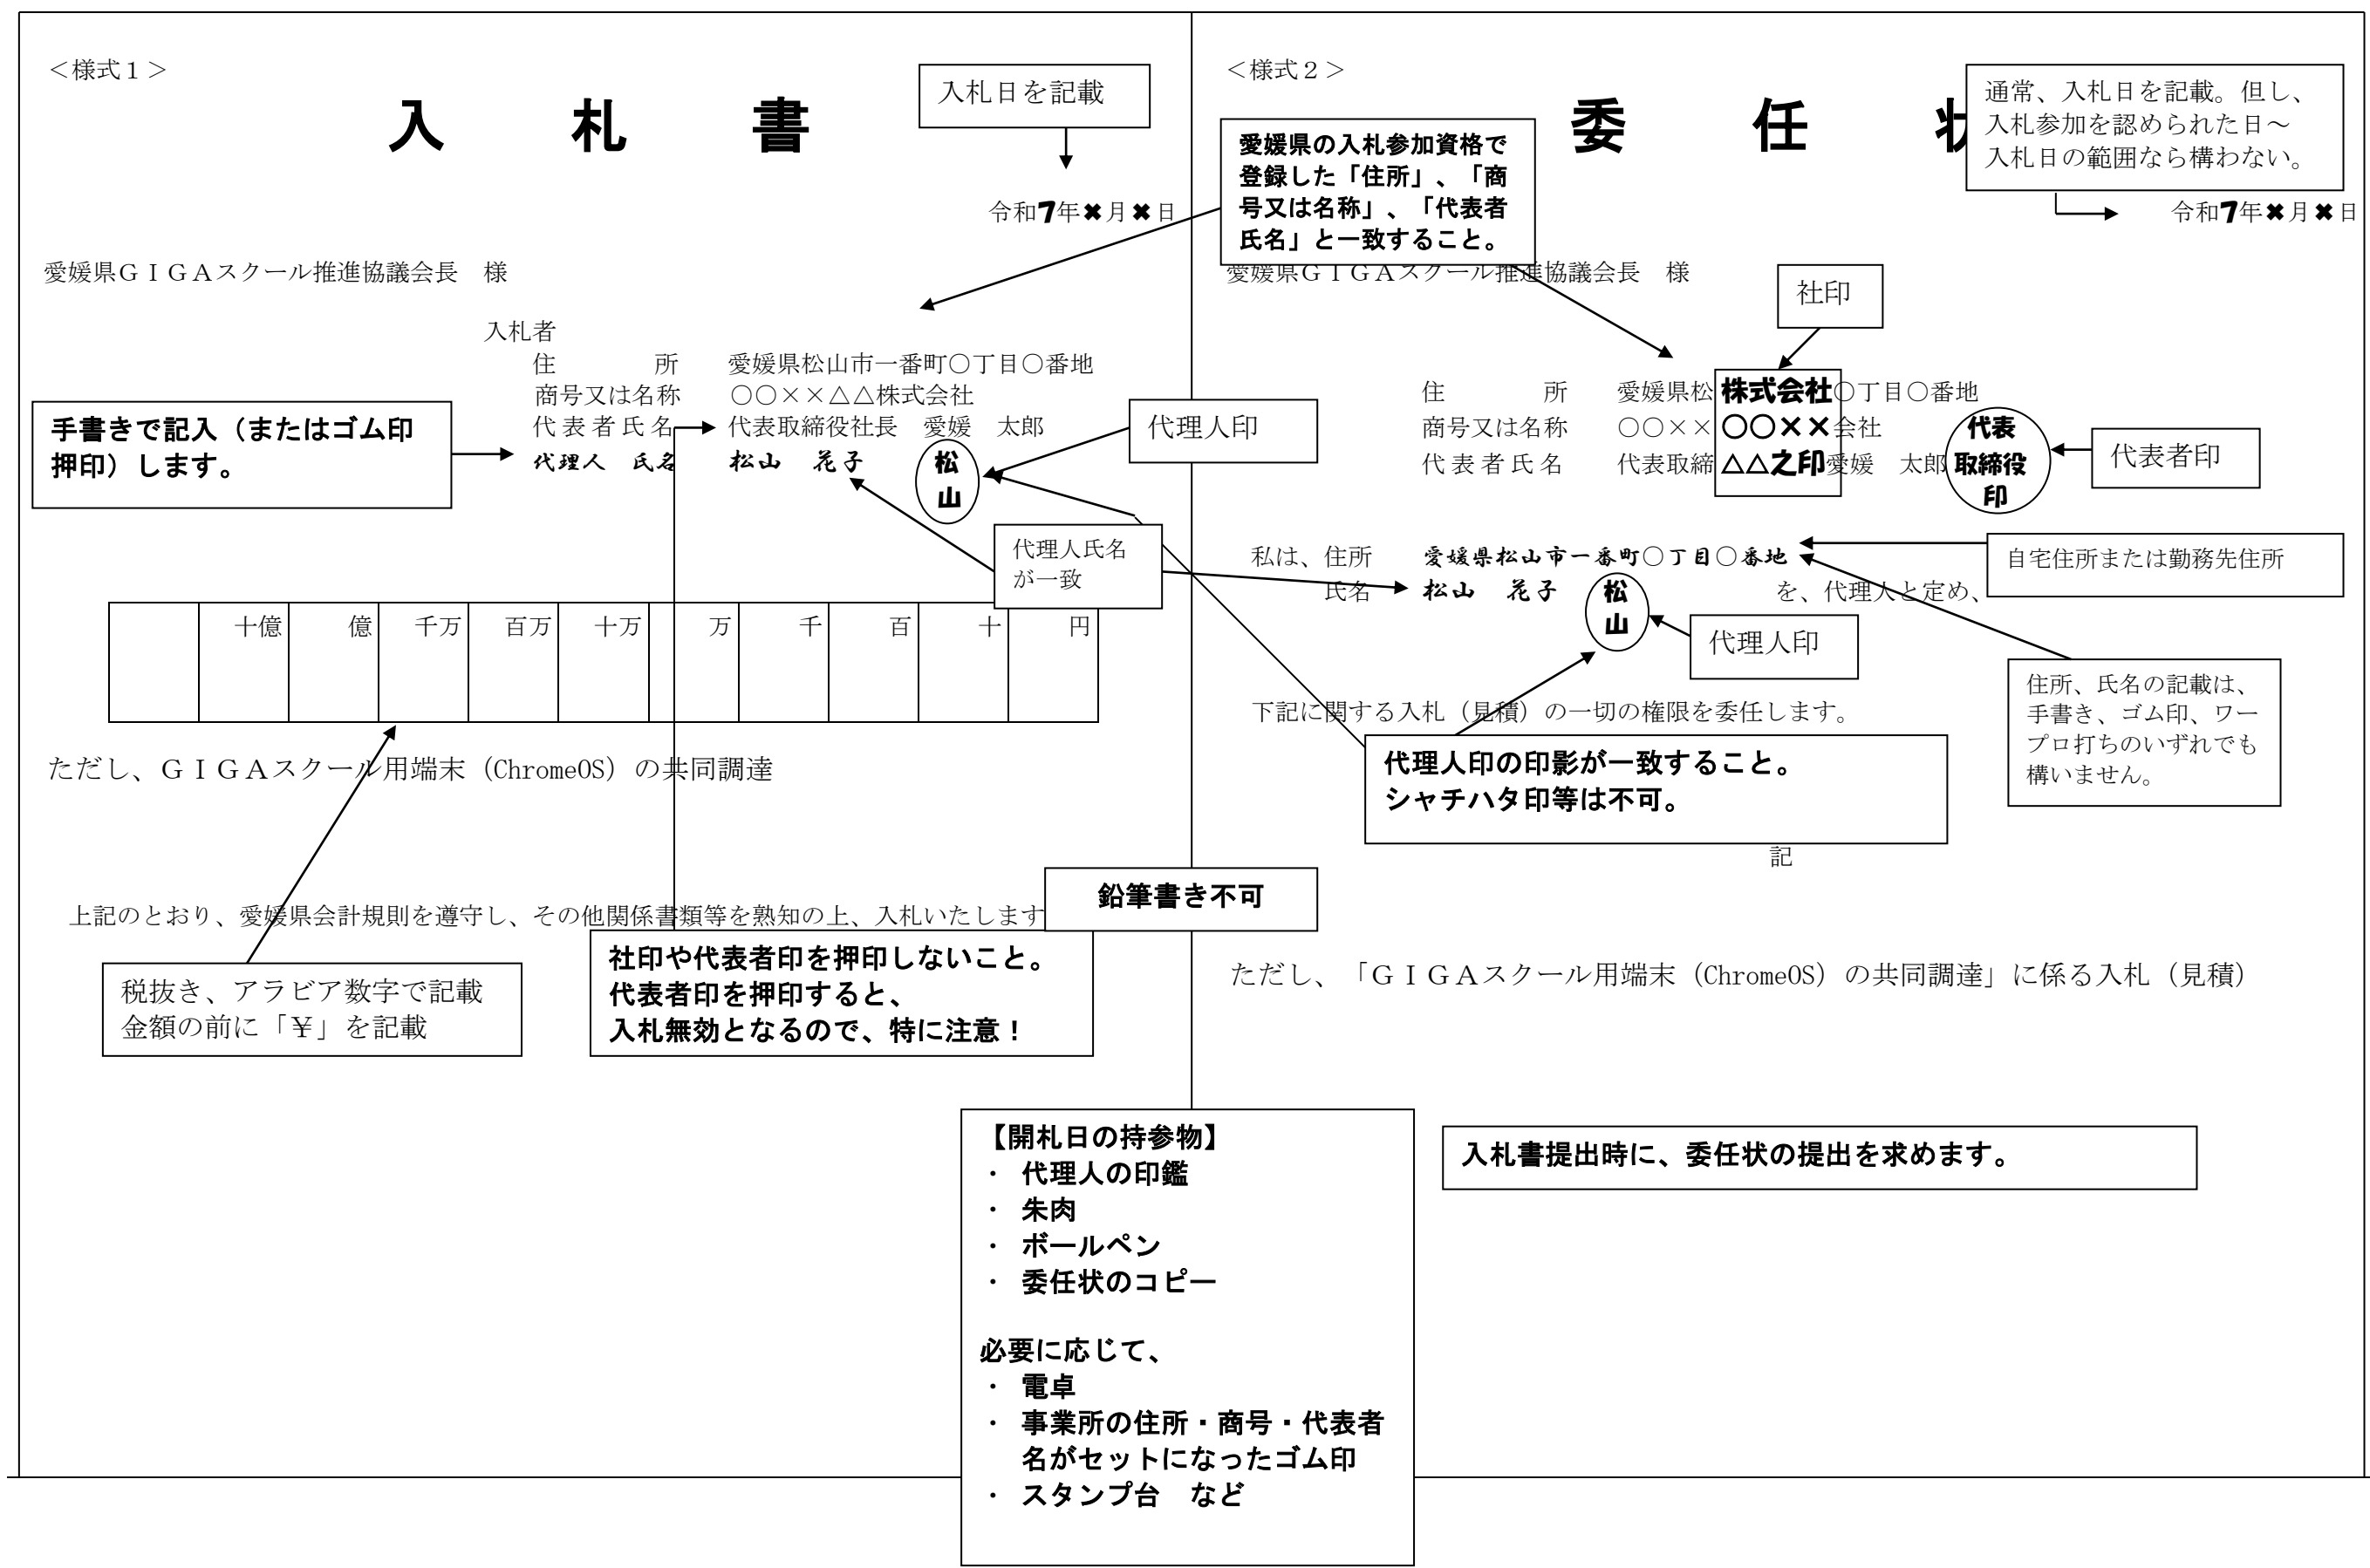 ＜様式１＞
入札書
入札日を記載
令和7年✖月✖日
愛媛県ＧＩＧＡスクール推進協議会長　様
入札者
住　　　　所　　愛媛県松山市一番町〇丁目〇番地
商号又は名称　　〇〇××△△株式会社
代表者氏名　　代表取締役社長　愛媛　太郎
代理人　氏名　　松山　花子
松
山
手書きで記入（またはゴム印
押印）します。
代理人印
代理人氏名
が一致
十億　億　千万　百万　十万　万　千　百　十　円
ただし、ＧＩＧＡスクール用端末（ChromeOS）の共同調達
上記のとおり、愛媛県会計規則を遵守し、その他関係書類等を熟知の上、入札いたします
税抜き、アラビア数字で記載
金額の前に「￥」を記載
社印や代表者印を押印しないこと。
代表者印を押印すると、
入札無効となるので、特に注意！
鉛筆書き不可
＜様式２＞
委任状
通常、入札日を記載。但し、
入札参加を認められた日～
入札日の範囲なら構わない。
愛媛県の入札参加資格で
登録した「住所」、「商
号又は名称」、「代表者
氏名」と一致すること。
令和7年✖月✖日
愛媛県ＧＩＧＡスクール推進協議会長　様
社印
住　　　　所　　愛媛県松　〇丁目〇番地
商号又は名称　　〇〇××　会社
代表者氏名　　代表取締　愛媛　太郎
株式会社
〇〇××
△△之印
代表
取締役
印
代表者印
私は、住所　　愛媛県松山市一番町〇丁目〇番地
氏名　　松山　花子　　を、代理人と定め、
松
山
自宅住所または勤務先住所
代理人印
下記に関する入札（見積）の一切の権限を委任します。
住所、氏名の記載は、
手書き、ゴム印、ワー
プロ打ちのいずれでも
構いません。
代理人印の印影が一致すること。
シャチハタ印等は不可。
記
ただし、「ＧＩＧＡスクール用端末（ChromeOS）の共同調達」に係る入札（見積）
【開札日の持参物】
・ 代理人の印鑑
・ 朱肉
・ ボールペン
・ 委任状のコピー
必要に応じて、
・ 電卓
・ 事業所の住所・商号・代表者
名がセットになったゴム印
・ スタンプ台　など
入札書提出時に、委任状の提出を求めます。